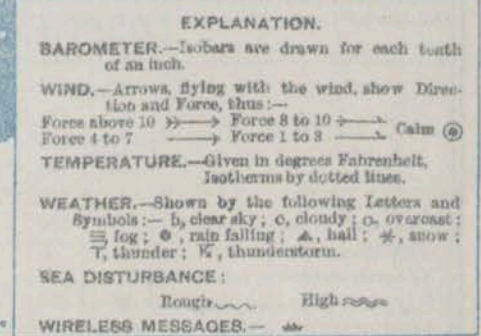 EXPLANATION.
BAROMETER.—Isobars are drawn for each tenth
of an inch.
WIND.—Arrows, flying with the wind, show Direc-
tion and Force, thus:—
Force above 10 Force 8 to 10
Force 4 to 7 Force 1 to 3 Calm
TEMPERATURE.—Given in degrees Fahrenheit,
Isotherms by dotted lines.
WEATHER.—Shown by the following Letters and
Symbols:— b, clear sky; c, cloudy; o, overcast;
fog; rain falling; hail; snow;
T, thunder; thunderstorm.
SEA DISTURBANCE:
Rough High
WIRELESS MESSAGES.—